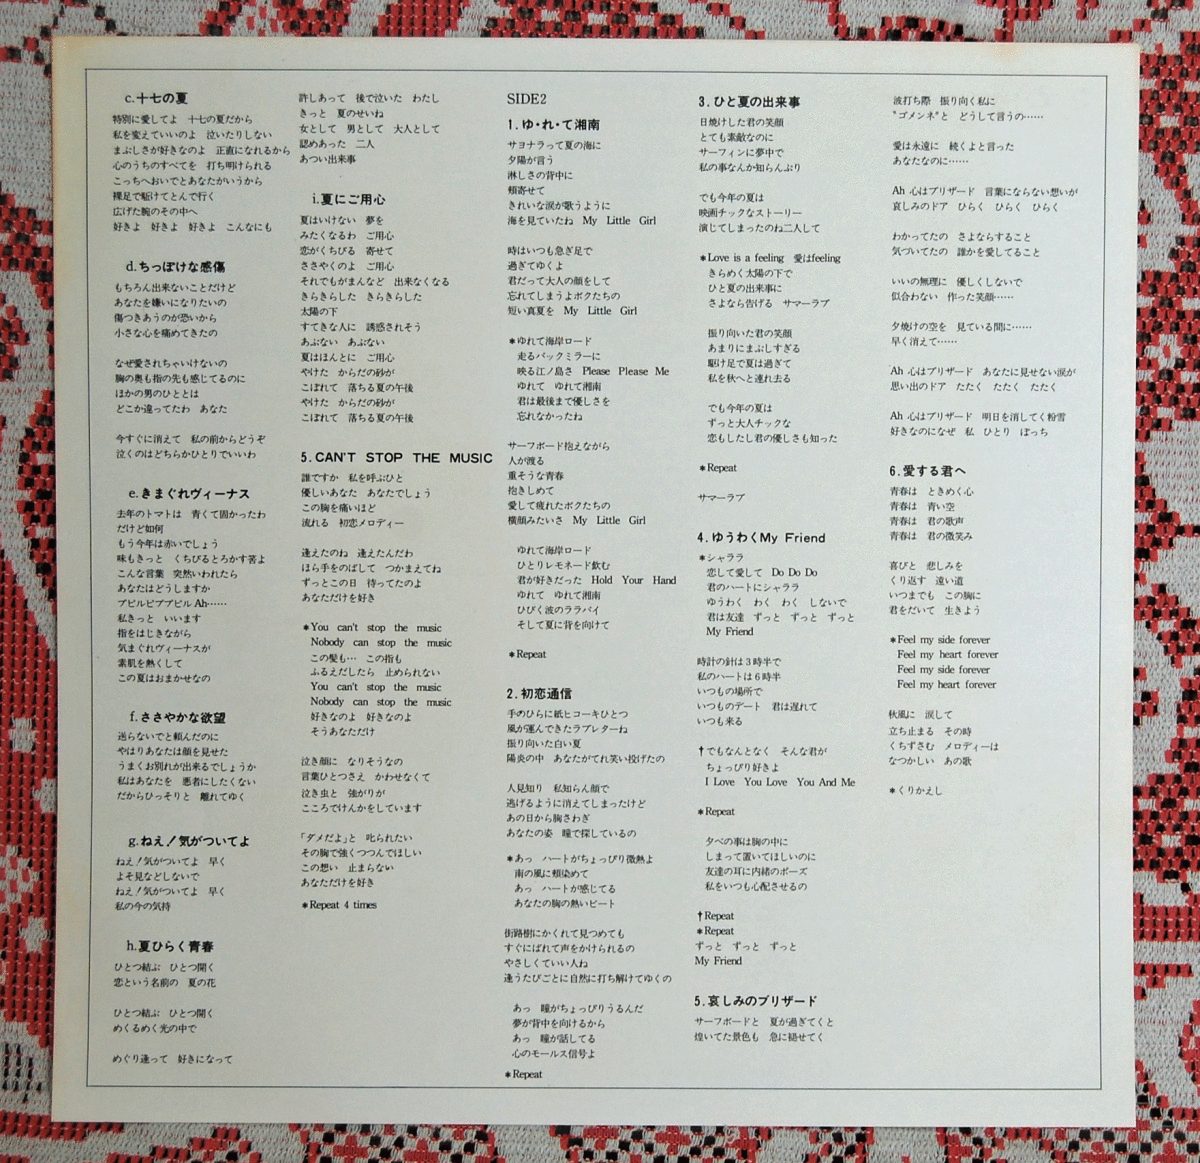 c.十七の夏
特別に愛してよ　十七の夏だから
私を変えていいのよ　泣いたりしない
まぶしさが好きなのよ　正直になれるから
心のうちのすべてを　打ち明けられる
こっちへおいでとあなたがいうから
裸足で駆けてとんで行く
広げた腕のその中へ
好きよ　好きよ　好きよ　こんなにも
d.ちっぽけな感傷
もちろん出来ないことだけど
あなたを嫌いになりたいの
傷つきあうのが恐いから
小さな心を痛めてきたの
なぜ愛されちゃいけないの
胸の奥も指の先も感じてるのに
ほかの男のひととは
どこか違ってたわ　あなた
今すぐに消えて　私の前からどうぞ
泣くのはどちらかひとりでいいわ
e.きまぐれヴィーナス
去年のトマトは　青くて固かったわ
だけど如何
もう今年は赤いでしょう
味もきっと　くちびるとろかす筈よ
こんな言葉　突然いわれたら
あなたはどうしますか
プピルピププピル Ah……
私きっと　いいます
指をはじきながら
気まぐれヴィーナスが
素肌を熱くして
この夏はおまかせなの
f.ささやかな欲望
送らないでと頼んだのに
やはりあなたは顔を見せた
うまくお別れが出来るでしょうか
私はあなたを　悪者にしたくない
だからひっそりと　離れてゆく
g.ねえ！気がついてよ
ねえ！気がついてよ　早く
よそ見などしないで
ねえ！気がついてよ　早く
私の今の気持
h.夏ひらく青春
ひとつ結ぶ　ひとつ開く
恋という名前の　夏の花
ひとつ結ぶ　ひとつ開く
めくるめく光の中で
めぐり逢って　好きになって
許しあって　後で泣いた　わたし
きっと　夏のせいね
女として　男として　大人として
認めあった　二人
あつい出来事
i.夏にご用心
夏はいけない　夢を
みたくなるわ　ご用心
恋がくちびる　寄せて
ささやくのよ　ご用心
それでもがまんなど　出来なくなる
きらきらした　きらきらした
太陽の下
すてきな人に　誘惑されそう
あぶない　あぶない
夏はほんとに　ご用心
やけた　からだの砂が
こぼれて　落ちる夏の午後
やけた　からだの砂が
こぼれて　落ちる夏の午後
5.CAN'T STOP THE MUSIC
誰ですか　私を呼ぶひと
優しいあなた　あなたでしょう
この胸を痛いほど
流れる　初恋メロディー
逢えたのね　逢えたんだわ
ほら手をのばして　つかまえてね
ずっとこの日　待ってたのよ
あなただけを好き
＊You can't stop the music
Nobody can stop the music
この髪も…　この指も
ふるえだしたら　止められない
You can't stop the music
Nobody can stop the music
好きなのよ　好きなのよ
そうあなただけ
泣き顔に　なりそうなの
言葉ひとつさえ　かわせなくて
泣き虫と　強がりが
こころでけんかをしています
「ダメだよ」と　叱られたい
その胸で強くつつんでほしい
この想い　止まらない
あなただけを好き
＊Repeat 4 times
SIDE2
1.ゆ・れ・て湘南
サヨナラって夏の海に
夕陽が言う
淋しさの背中に
頬寄せて
きれいな涙が歌うように
海を見ていたね　My Little Girl
時はいつも急ぎ足で
過ぎてゆくよ
君だって大人の顔をして
忘れてしまうよボクたちの
短い真夏を　My Little Girl
＊ゆれて海岸ロード
走るバックミラーに
映る江ノ島さ　Please Please Me
ゆれて　ゆれて湘南
君は最後まで優しさを
忘れなかったね
サーフボード抱えながら
人が渡る
重そうな青春
抱きしめて
愛して疲れたボクたちの
横顔みたいさ　My Little Girl
ゆれて海岸ロード
ひとりレモネード飲む
君が好きだった　Hold Your Hand
ゆれて　ゆれて湘南
ひびく波のララバイ
そして夏に背を向けて
＊Repeat
2.初恋通信
手のひらに紙ヒコーキひとつ
風が運んできたラブレターね
振り向いた白い夏
陽炎の中　あなたがてれ笑い投げたの
人見知り　私知らん顔で
逃げるように消えてしまったけど
あの日から胸さわぎ
あなたの姿　瞳で探しているの
＊あっ　ハートがちょっぴり微熱よ
南の風に頬染めて
あっ　ハートが感じてる
あなたの胸の熱いビート
街路樹にかくれて見つめても
すぐにばれて声をかけられるの
やさしくていい人ね
逢うたびごとに自然に打ち解けてゆくの
あっ　瞳がちょっぴりうるんだ
夢が背中を向けるから
あっ　瞳が話してる
心のモールス信号よ
＊Repeat
3.ひと夏の出来事
日焼けした君の笑顔
とても素敵なのに
サーフィンに夢中で
私の事なんか知らんぷり
でも今年の夏は
映画チックなストーリー
演じてしまったのね二人して
＊Love is a feeling　愛はfeeling
きらめく太陽の下で
ひと夏の出来事に
さよなら告げる　サマーラブ
振り向いた君の笑顔
あまりにまぶしすぎる
駆け足で夏は過ぎて
私を秋へと連れ去る
でも今年の夏は
ずっと大人チックな
恋もしたし君の優しさも知った
＊Repeat
サマーラブ
4.ゆうわくMy Friend
＊シャララ
恋して愛して　Do Do Do
君のハートにシャララ
ゆうわく　わく　わく　しないで
君は友達　ずっと　ずっと　ずっと
My Friend
時計の針は3時半で
私のハートは6時半
いつもの場所で
いつものデート　君は遅れて
いつも来る
†でもなんとなく　そんな君が
ちょっぴり好きよ
I Love You Love You And Me
＊Repeat
夕べの事は胸の中に
しまって置いてほしいのに
友達の耳に内緒のポーズ
私をいつも心配させるの
†Repeat
＊Repeat
ずっと　ずっと　ずっと
My Friend
5.哀しみのブリザード
サーフボードと　夏が過ぎてくと
煌いてた景色も　急に褪せてく
波打ち際　振り向く私に
"ゴメンネ"と　どうして言うの……
愛は永遠に　続くよと言った
あなたなのに……
Ah 心はブリザード　言葉にならない想いが
哀しみのドア　ひらく　ひらく　ひらく
わかってたの　さよならすること
気づいてたの　誰かを愛してること
いいの無理に　優しくしないで
似合わない　作った笑顔……
夕焼けの空を　見ている間に……
早く消えて……
Ah 心はブリザード　あなたに見せない涙が
思い出のドア　たたく　たたく　たたく
Ah 心はブリザード　明日を消してく粉雪
好きなのになぜ　私　ひとり　ぼっち
6.愛する君へ
青春は　ときめく心
青春は　青い空
青春は　君の歌声
青春は　君の微笑み
喜びと　悲しみを
くり返す　遠い道
いつまでも　この胸に
君をだいて　生きよう
＊Feel my side forever
Feel my heart forever
Feel my side forever
Feel my heart forever
秋風に　涙して
立ち止まる　その時
くちずさむ　メロディーは
なつかしい　あの歌
＊くりかえし